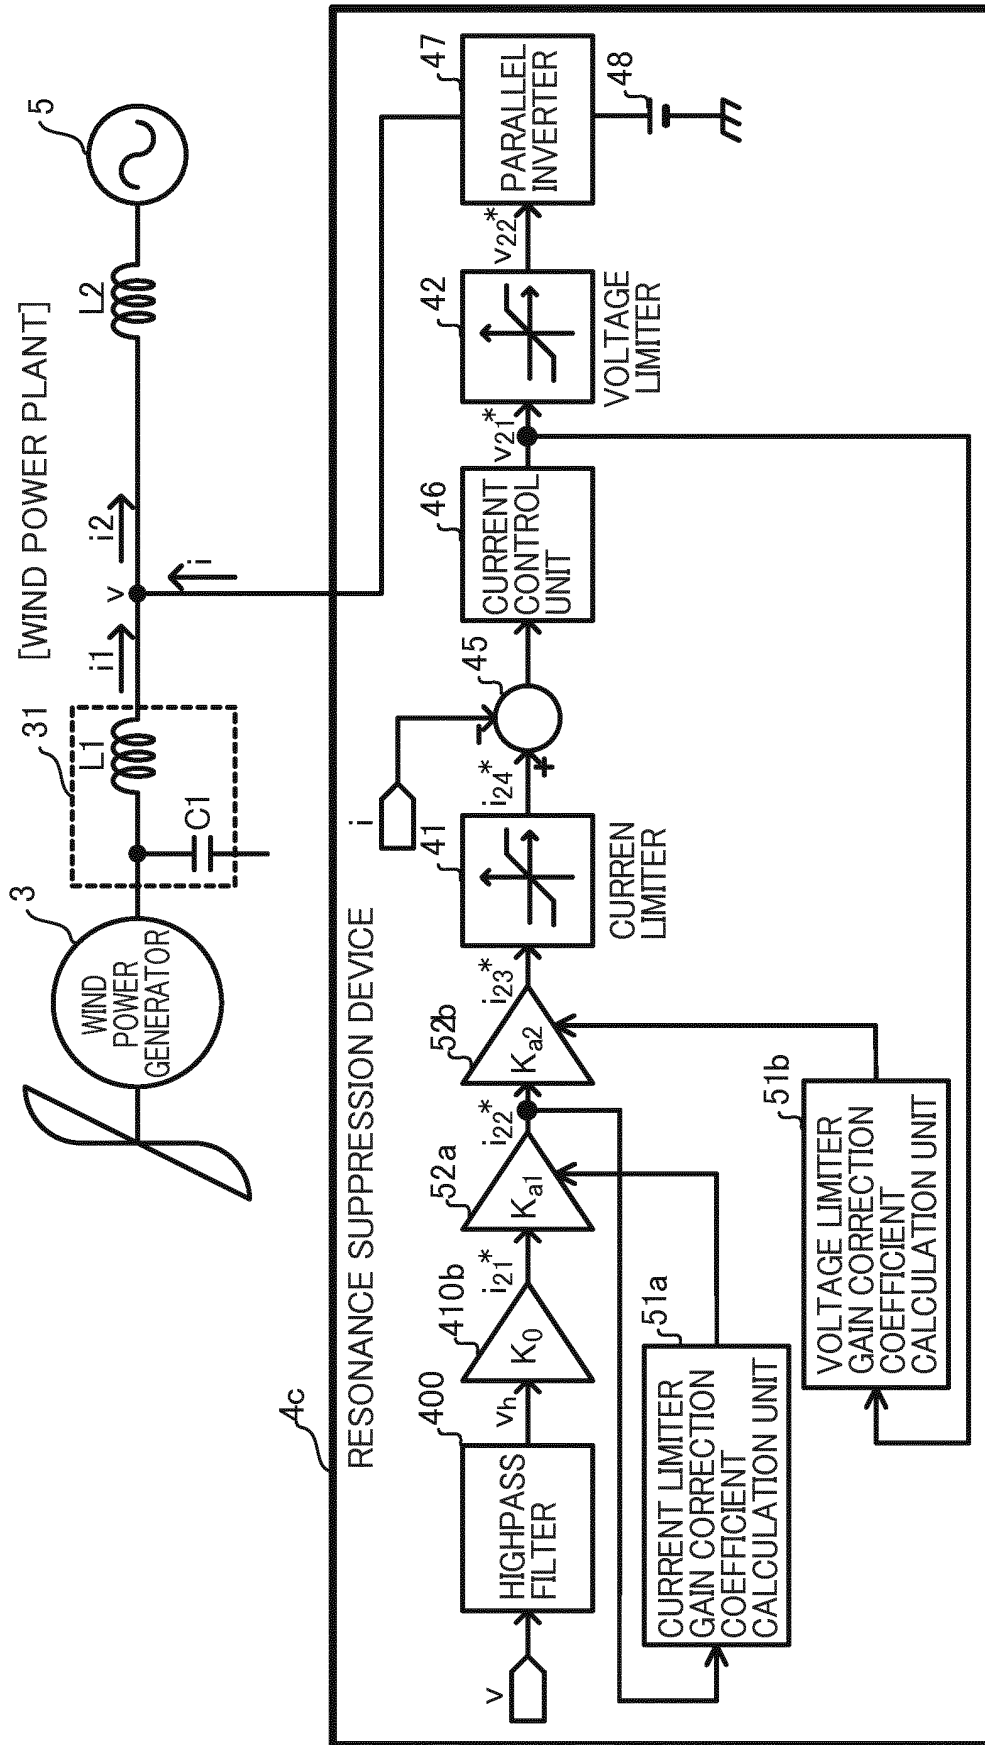 [WIND POWER PLANT]
3
WIND
POWER
GENERATOR
31
L1
C1
i1
v
i2
i
L2
5
4c
RESONANCE SUPPRESSION DEVICE
v
400
HIGHPASS
FILTER
vh
410b
K0
i21*
52a
Ka1
i22*
52b
Ka2
i23*
41
CURREN
LIMITER
i24*
i
45
+
-
46
CURRENT
CONTROL
UNIT
v21*
42
VOLTAGE
LIMITER
v22*
47
PARALLEL
INVERTER
48
51a
CURRENT LIMITER
GAIN CORRECTION
COEFFICIENT
CALCULATION UNIT
51b
VOLTAGE LIMITER
GAIN CORRECTION
COEFFICIENT
CALCULATION UNIT